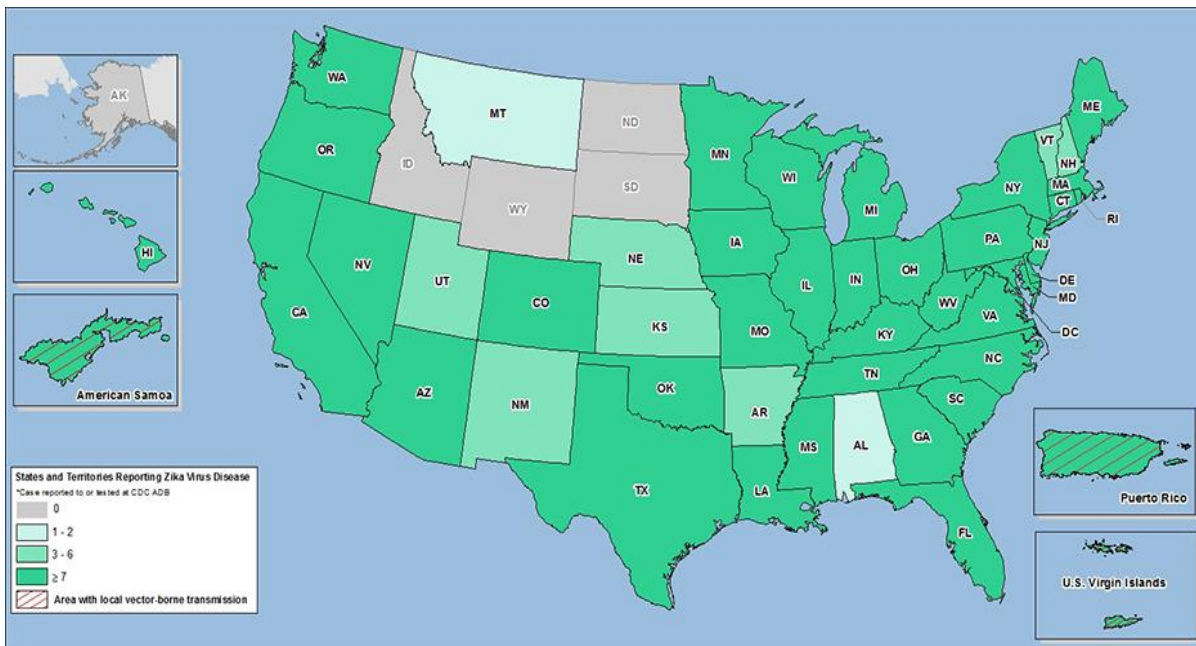 AK
HI
American Samoa
WA
OR
CA
NV
ID
MT
WY
UT
AZ
CO
NM
ND
SD
NE
KS
OK
TX
MN
IA
MO
AR
LA
WI
IL
MI
IN
OH
KY
TN
MS
AL
GA
FL
SC
NC
VA
WV
PA
NY
VT
NH
ME
MA
CT
RI
NJ
DE
MD
DC
Puerto Rico
U.S. Virgin Islands
States and Territories Reporting Zika Virus Disease
*Case reported to or tested at CDC ADB
0
1 - 2
3 - 6
≥ 7
Area with local vector-borne transmission